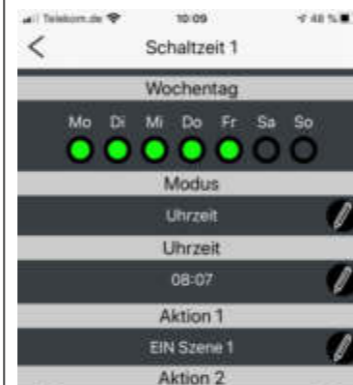 Telekom.de 10:09 48 %
Schaltzeit 1
Wochentag
Mo Di Mi Do Fr Sa So
Modus
Uhrzeit
Uhrzeit
08:07
Aktion 1
EIN Szene 1
Aktion 2